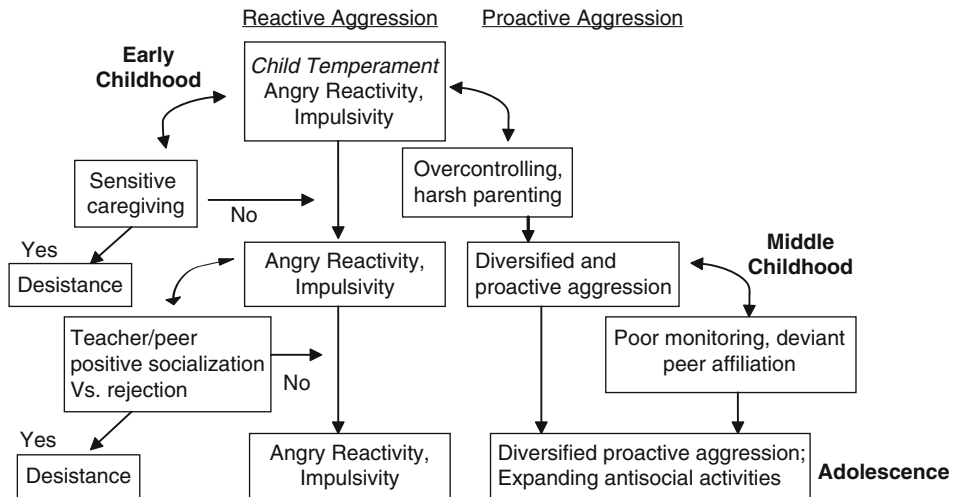 Reactive Aggression
Proactive Aggression
Early
Childhood
Child Temperament
Angry Reactivity,
Impulsivity
Sensitive
caregiving
No
Overcontrolling,
harsh parenting
Yes
Desistance
Angry Reactivity,
Impulsivity
Diversified and
proactive aggression
Middle
Childhood
Teacher/peer
positive socialization
Vs. rejection
No
Poor monitoring, deviant
peer affiliation
Yes
Desistance
Angry Reactivity,
Impulsivity
Diversified proactive aggression;
Expanding antisocial activities
Adolescence